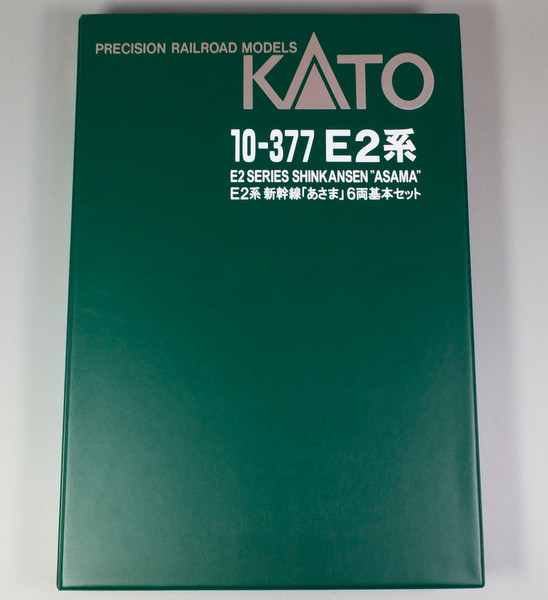 PRECISION RAILROAD MODELS
KATO
10-377 E2系
E2 SERIES SHINKANSEN "ASAMA"
E2系 新幹線「あさま」6両基本セット